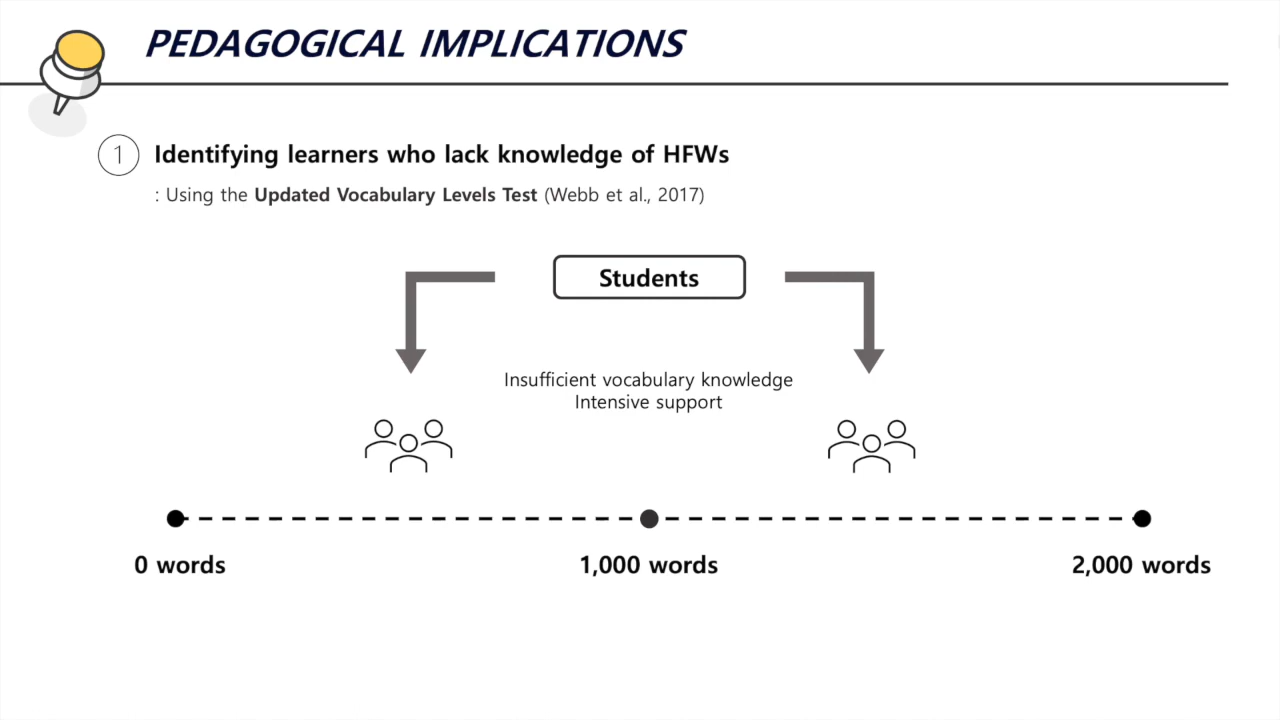 PEDAGOGICAL IMPLICATIONS
1 Identifying learners who lack knowledge of HFWs
: Using the Updated Vocabulary Levels Test (Webb et al., 2017)
Students
Insufficient vocabulary knowledge
Intensive support
0 words 1,000 words 2,000 words